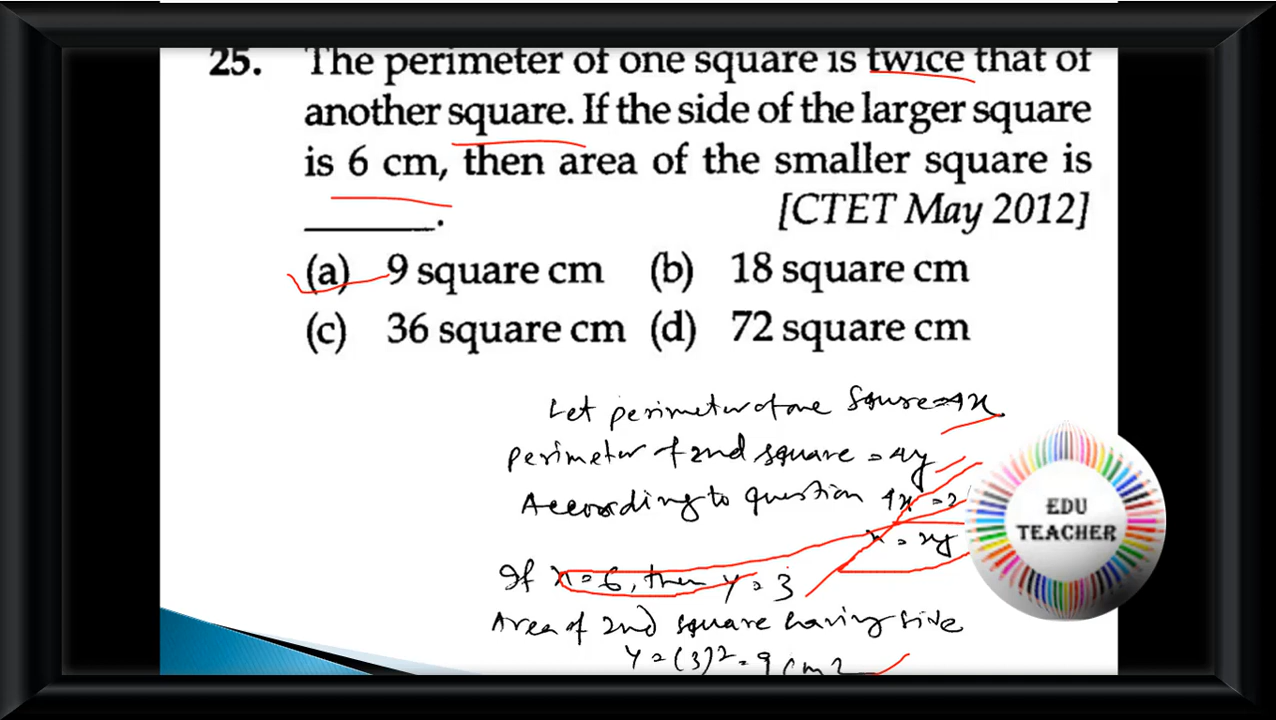 25. The perimeter of one square is twice that of
another square. If the side of the larger square
is 6 cm, then area of the smaller square is
_______.
[CTET May 2012]
(a) 9 square cm (b) 18 square cm
(c) 36 square cm (d) 72 square cm
Let perimeter of one Squre = 4x
perimeter of 2nd square = 4y
According to question 4x = 2
x = 2y
If x = 6, then y = 3
Area of 2nd square having side
y = (3)2 = 9 cm2
EDU
TEACHER